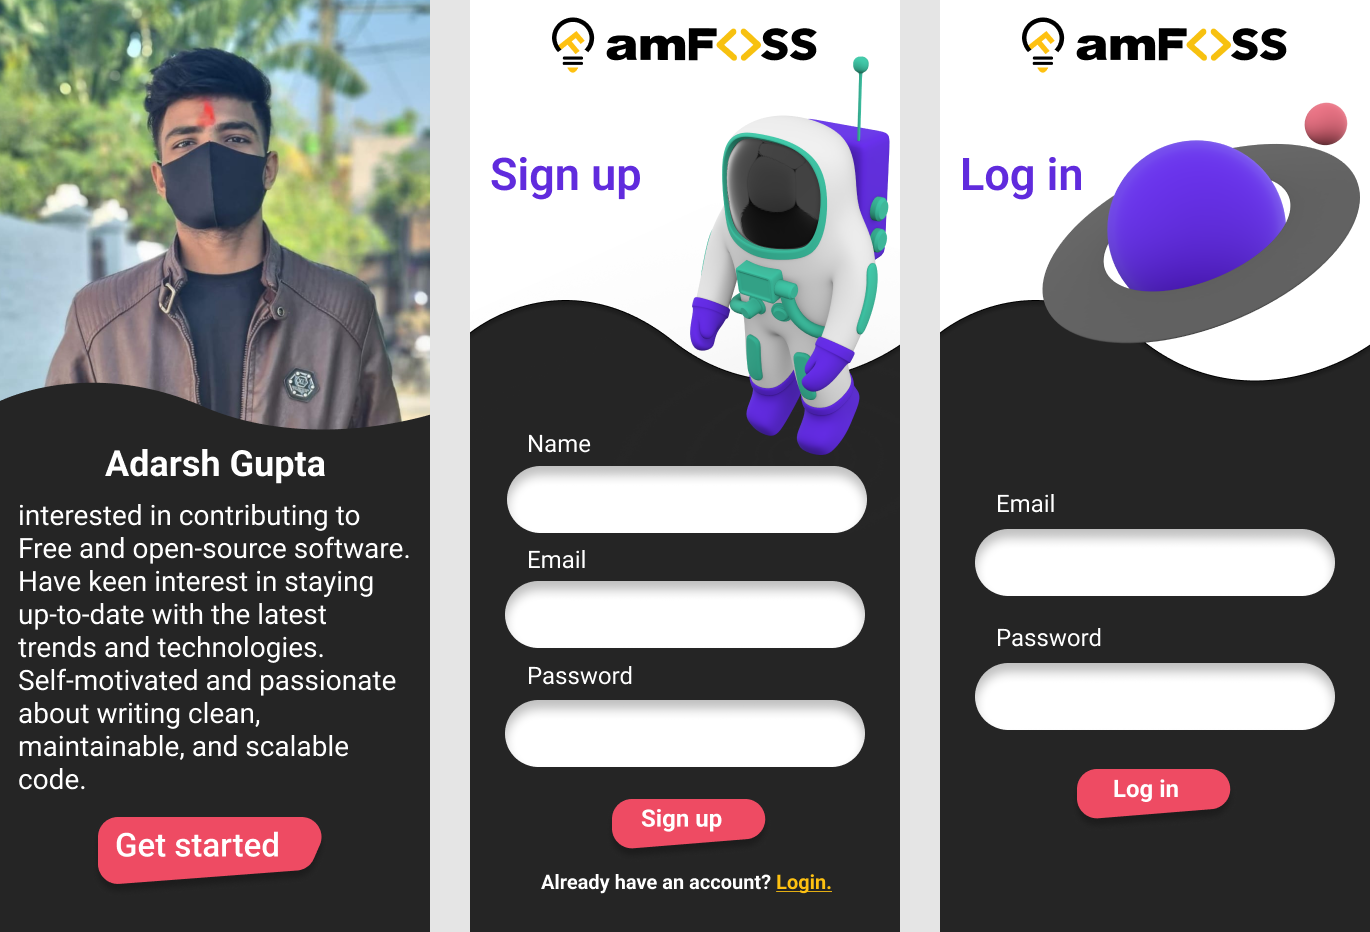 Adarsh Gupta
interested in contributing to
Free and open-source software.
Have keen interest in staying
up-to-date with the latest
trends and technologies.
Self-motivated and passionate
about writing clean,
maintainable, and scalable
code.
Get started
amF<>SS
Sign up
Name
Email
Password
Sign up
Already have an account? Login.
amF<>SS
Log in
Email
Password
Log in